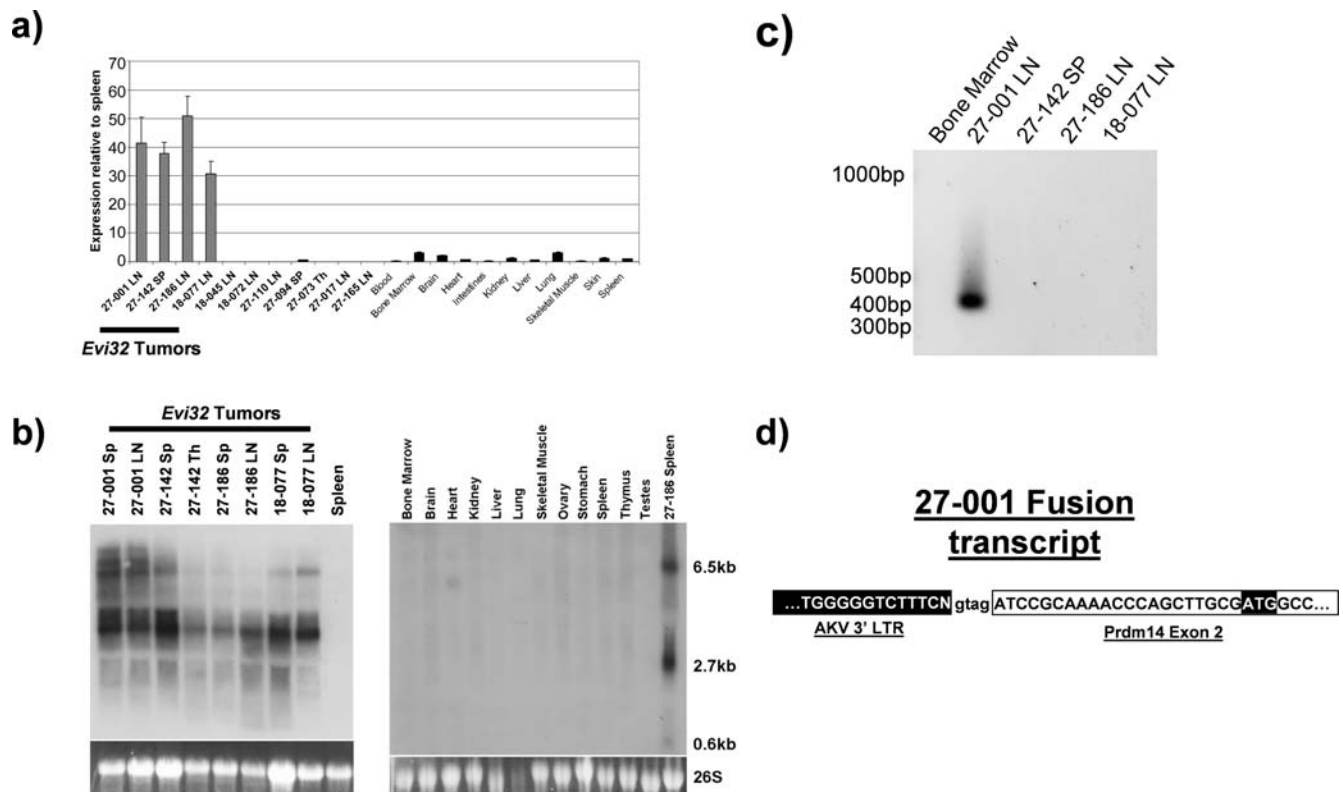 a)
Expression relative to spleen
70
60
50
40
30
20
10
0
27-001 LN
27-142 SP
27-186 LN
18-077 LN
18-045 LN
18-072 LN
27-110 LN
27-094 SP
27-073 Th
27-017 LN
27-165 LN
Blood
Bone Marrow
Brain
Heart
Intestines
Kidney
Liver
Lung
Skeletal Muscle
Skin
Spleen
Evi32 Tumors
b)
Evi32 Tumors
27-001 Sp
27-001 LN
27-142 Sp
27-142 Th
27-186 Sp
27-186 LN
18-077 Sp
18-077 LN
Spleen
Bone Marrow
Brain
Heart
Kidney
Liver
Lung
Skeletal Muscle
Ovary
Stomach
Spleen
Thymus
Testes
27-186 Spleen
6.5kb
2.7kb
0.6kb
26S
c)
Bone Marrow
27-001 LN
27-142 SP
27-186 LN
18-077 LN
1000bp
500bp
400bp
300bp
d)
27-001 Fusion
transcript
...TGGGGGTCTTTCN gtag ATCCGCAAAACCCAGCTTGCGATGGCC...
AKV 3' LTR
Prdm14 Exon 2